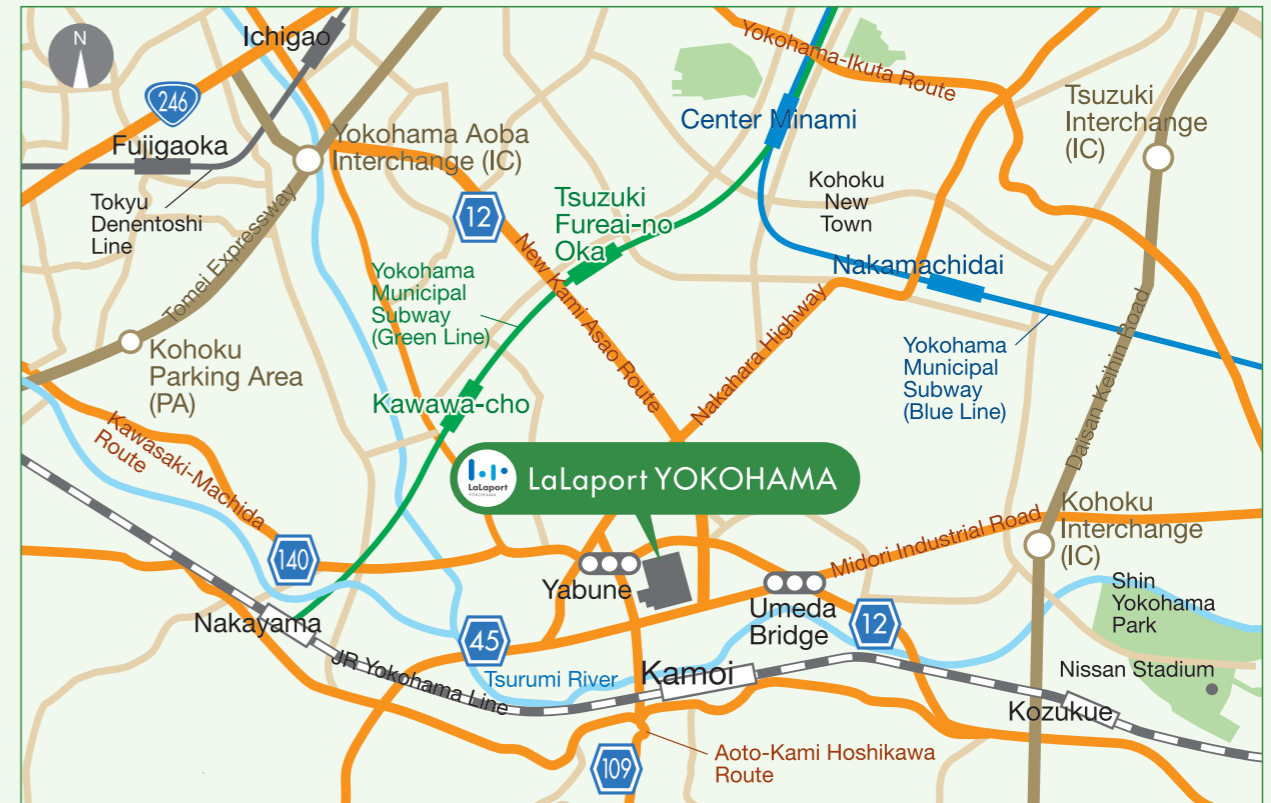 N
Ichigao
246
Fujigaoka
Tokyu
Denentoshi
Line
Yokohama Aoba
Interchange (IC)
Tomei Expressway
Kohoku
Parking Area
(PA)
12
New Kami Asao Route
Yokohama
Municipal
Subway
(Green Line)
Tsuzuki
Fureai-no
Oka
Center Minami
Yokohama-Ikuta Route
Tsuzuki
Interchange
(IC)
Kohoku
New
Town
Nakamachidai
Yokohama
Municipal
Subway
(Blue Line)
Nakahara Highway
Daisan Keihin Road
Kawawa-cho
Kawasaki-Machida
Route
LaLaport
YOKOHAMA
LaLaport YOKOHAMA
Midori Industrial Road
Kohoku
Interchange
(IC)
140
Yabune
Umeda
Bridge
12
Shin
Yokohama
Park
Nakayama
45
JR Yokohama Line
Tsurumi River
Kamoi
Nissan Stadium
Kozukue
109
Aoto-Kami Hoshikawa
Route